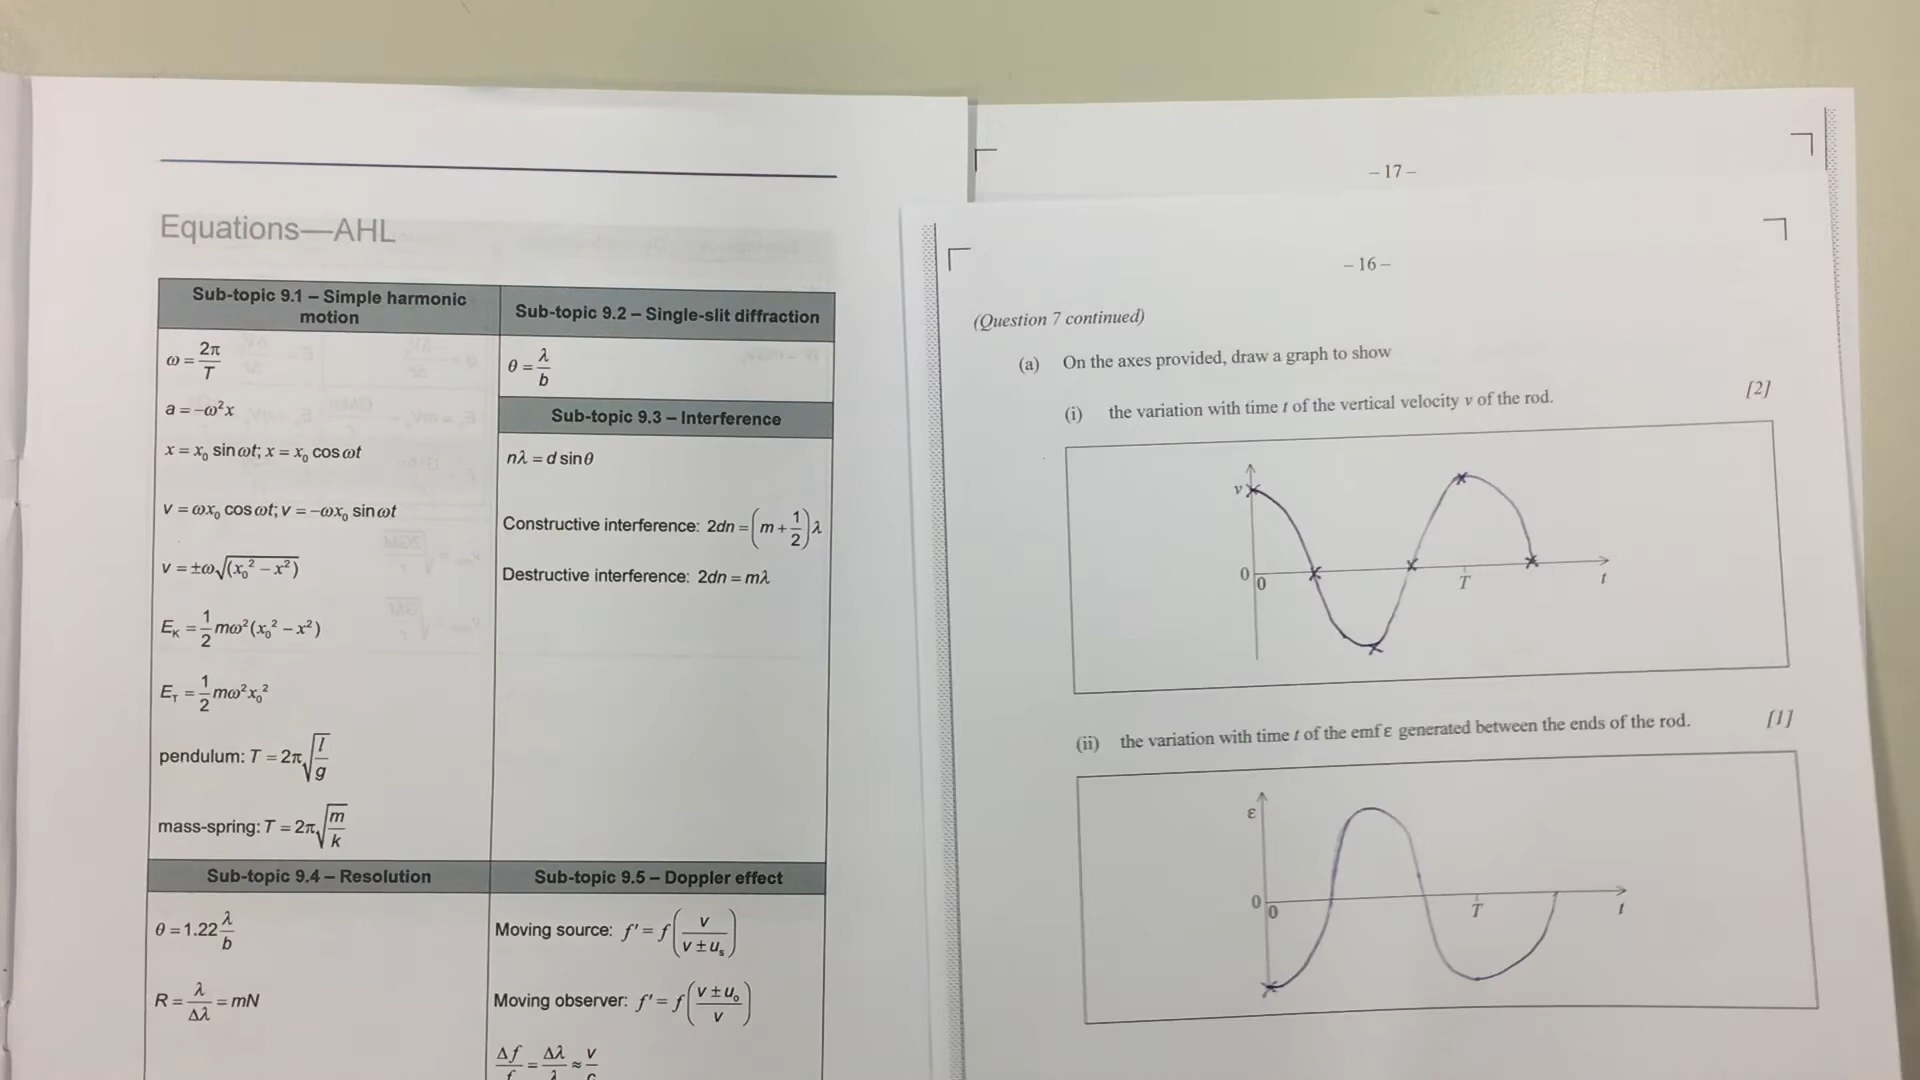 Equations—AHL
Sub-topic 9.1 – Simple harmonic motion
ω = 2π/T
a = −ω²x
x = x₀ sin ωt; x = x₀ cos ωt
v = ωx₀ cos ωt; v = −ωx₀ sin ωt
v = ±ω√(x₀² − x²)
E_K = 1/2 mω²(x₀² − x²)
E_T = 1/2 mω²x₀²
pendulum: T = 2π√(l/g)
mass-spring: T = 2π√(m/k)
Sub-topic 9.2 – Single-slit diffraction
θ = λ/b
Sub-topic 9.3 – Interference
nλ = d sin θ
Constructive interference: 2dn = (m + 1/2)λ
Destructive interference: 2dn = mλ
Sub-topic 9.4 – Resolution
θ = 1.22 λ/b
R = λ/Δλ = mN
Sub-topic 9.5 – Doppler effect
Moving source: f′ = f(v/(v ± uₛ))
Moving observer: f′ = f((v ± u₀)/v)
Δf/f = Δλ/λ ≈ v/c
– 17 –
– 16 –
(Question 7 continued)
(a) On the axes provided, draw a graph to show
(i) the variation with time t of the vertical velocity v of the rod. [2]
v
0
0
T
t
(ii) the variation with time t of the emf ε generated between the ends of the rod. [1]
ε
0
0
T
t